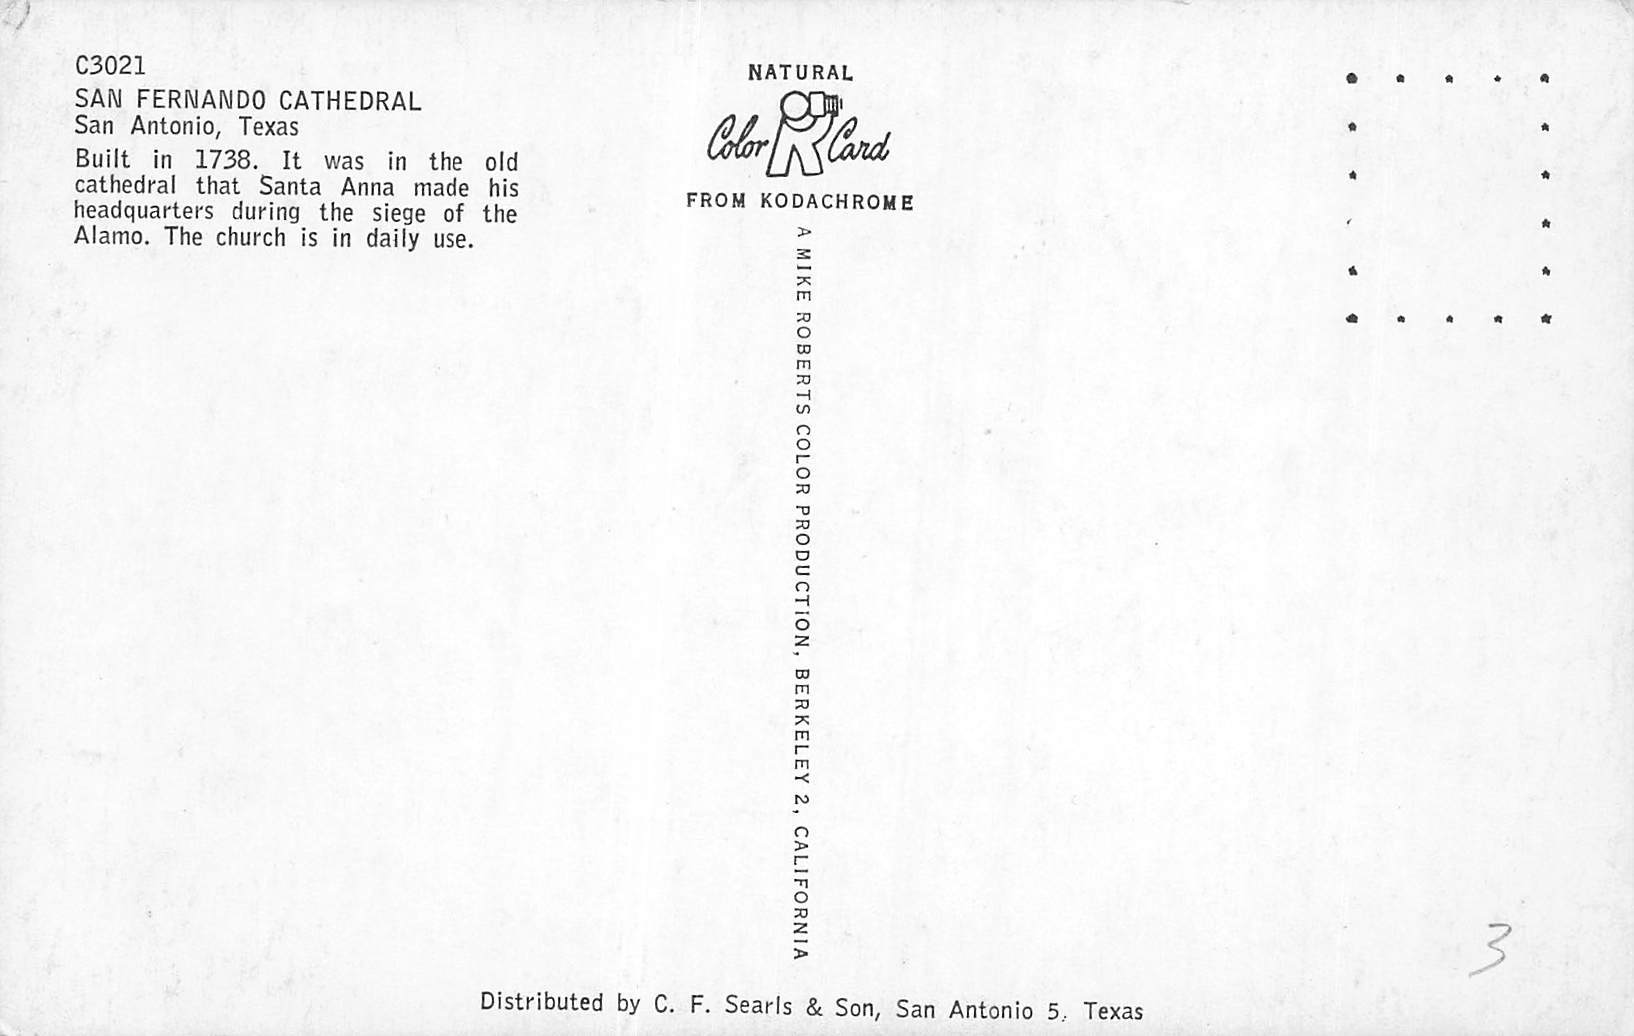 C3021
SAN FERNANDO CATHEDRAL
San Antonio, Texas
Built in 1738. It was in the old
cathedral that Santa Anna made his
headquarters during the siege of the
Alamo. The church is in daily use.
NATURAL
Color R Card
FROM KODACHROME
A MIKE ROBERTS COLOR PRODUCTION, BERKELEY 2, CALIFORNIA
3
Distributed by C. F. Searls & Son, San Antonio 5, Texas